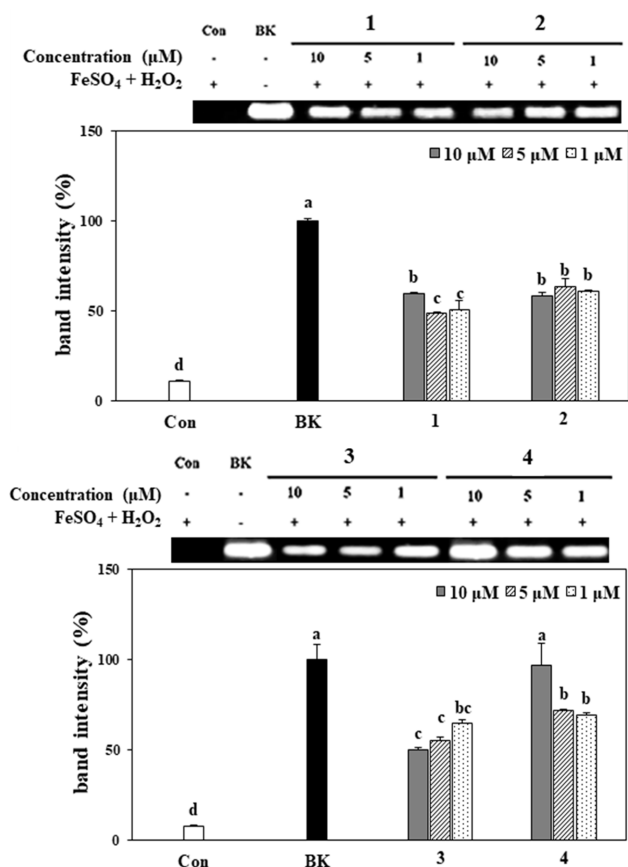 Con BK 1 2
Concentration (µM) - - 10 5 1 10 5 1
FeSO₄ + H₂O₂ + - + + + + + +
150
10 µM 5 µM 1 µM
a
100
b c c b b b
50
d
0
band intensity (%)
Con BK 1 2
Con BK 3 4
Concentration (µM) - - 10 5 1 10 5 1
FeSO₄ + H₂O₂ + - + + + + + +
150
10 µM 5 µM 1 µM
a a
100
c c bc b b
50
d
0
band intensity (%)
Con BK 3 4